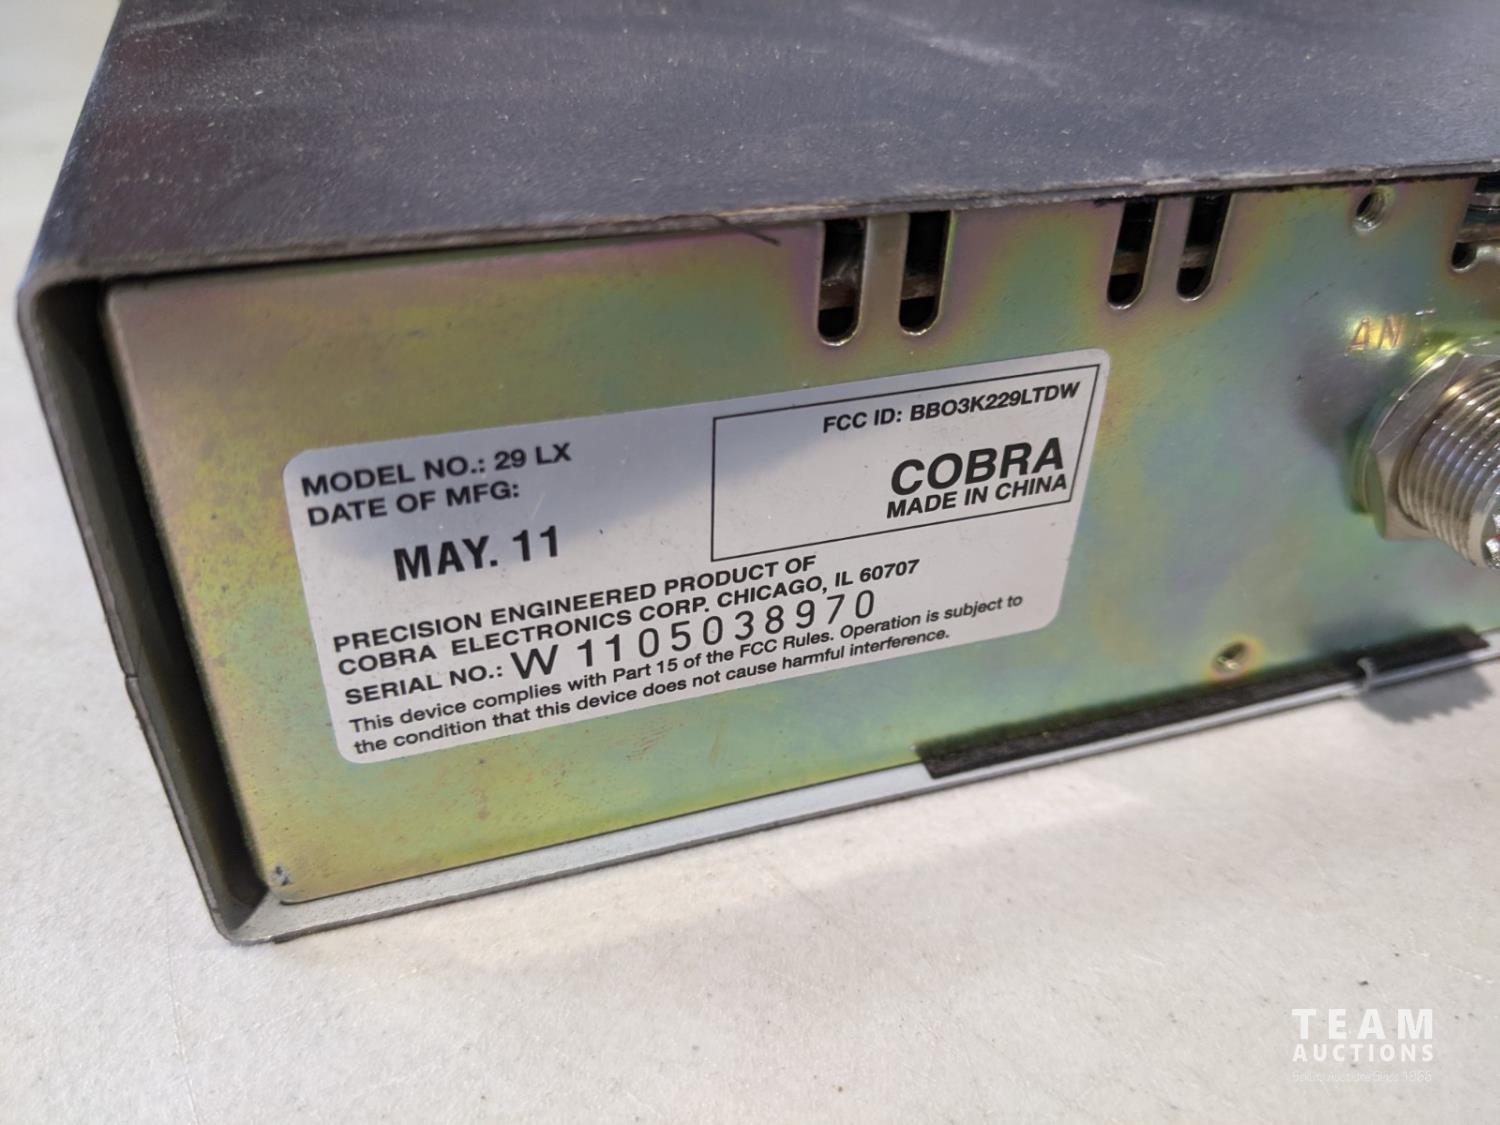 ANT
MODEL NO.: 29 LX
DATE OF MFG:
MAY. 11
FCC ID: BBO3K229LTDW
COBRA
MADE IN CHINA
PRECISION ENGINEERED PRODUCT OF
COBRA ELECTRONICS CORP. CHICAGO, IL 60707
SERIAL NO.: W 1105038970
This device complies with Part 15 of the FCC Rules. Operation is subject to
the condition that this device does not cause harmful interference.
TEAM
AUCTIONS